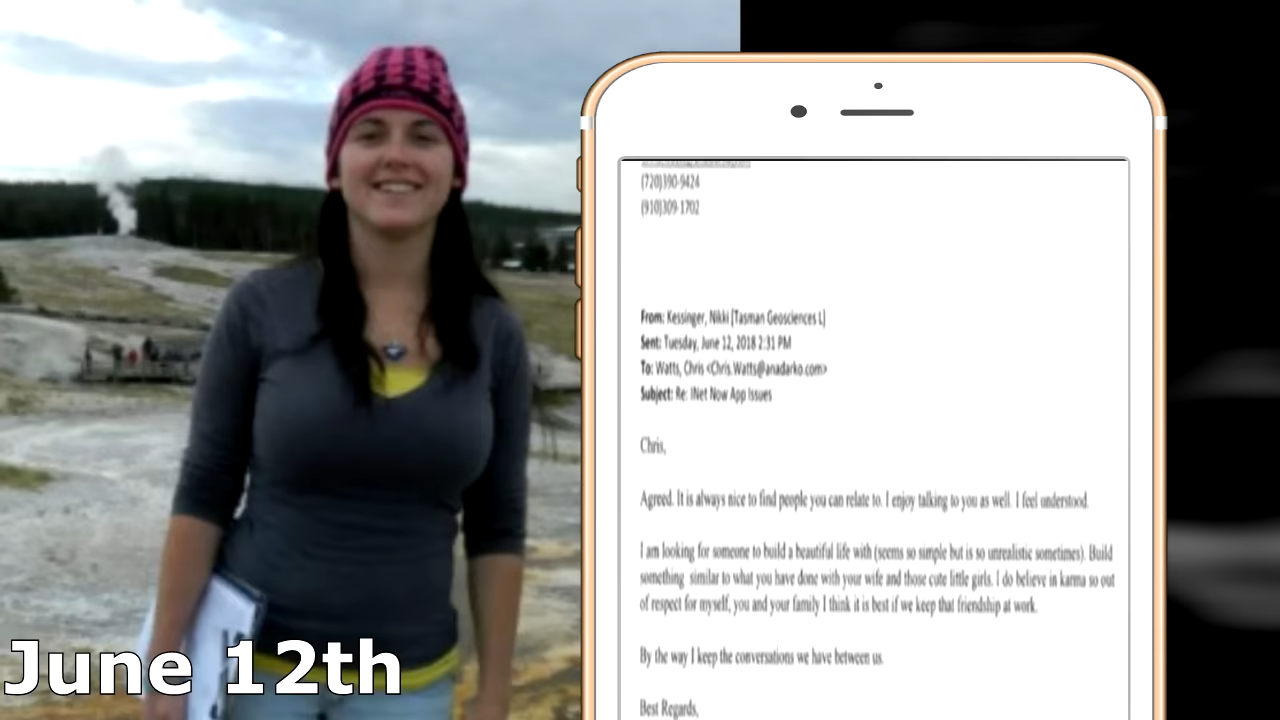 (720)390-9424
(910)309-1702
From: Kessinger, Nikki [Tasman Geosciences L]
Sent: Tuesday, June 12, 2018 2:31 PM
To: Watts, Chris <Chris.Watts@anadarko.com>
Subject: Re: INet Now App Issues
Chris,
Agreed. It is always nice to find people you can relate to. I enjoy talking to you as well. I feel understood.
I am looking for someone to build a beautiful life with (seems so simple but is so unrealistic sometimes). Build
something similar to what you have done with your wife and those cute little girls. I do believe in karma so out
of respect for myself, you and your family I think it is best if we keep that friendship at work.
By the way I keep the conversations we have between us.
Best Regards,
June 12th